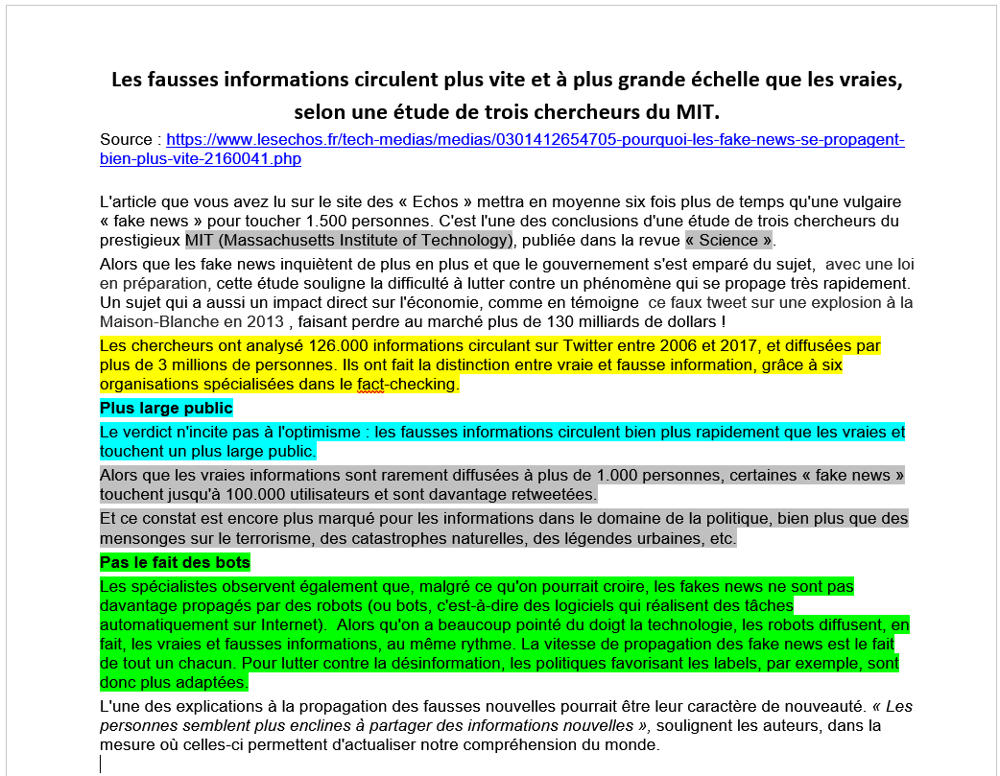 Les fausses informations circulent plus vite et à plus grande échelle que les vraies,
selon une étude de trois chercheurs du MIT.
Source : https://www.lesechos.fr/tech-medias/medias/0301412654705-pourquoi-les-fake-news-se-propagent-
bien-plus-vite-2160041.php
L'article que vous avez lu sur le site des « Echos » mettra en moyenne six fois plus de temps qu'une vulgaire
« fake news » pour toucher 1.500 personnes. C'est l'une des conclusions d'une étude de trois chercheurs du
prestigieux MIT (Massachusetts Institute of Technology), publiée dans la revue « Science ».
Alors que les fake news inquiètent de plus en plus et que le gouvernement s'est emparé du sujet,  avec une loi
en préparation, cette étude souligne la difficulté à lutter contre un phénomène qui se propage très rapidement.
Un sujet qui a aussi un impact direct sur l'économie, comme en témoigne  ce faux tweet sur une explosion à la
Maison-Blanche en 2013 , faisant perdre au marché plus de 130 milliards de dollars !
Les chercheurs ont analysé 126.000 informations circulant sur Twitter entre 2006 et 2017, et diffusées par
plus de 3 millions de personnes. Ils ont fait la distinction entre vraie et fausse information, grâce à six
organisations spécialisées dans le fact-checking.
Plus large public
Le verdict n'incite pas à l'optimisme : les fausses informations circulent bien plus rapidement que les vraies et
touchent un plus large public.
Alors que les vraies informations sont rarement diffusées à plus de 1.000 personnes, certaines « fake news »
touchent jusqu'à 100.000 utilisateurs et sont davantage retweetées.
Et ce constat est encore plus marqué pour les informations dans le domaine de la politique, bien plus que des
mensonges sur le terrorisme, des catastrophes naturelles, des légendes urbaines, etc.
Pas le fait des bots
Les spécialistes observent également que, malgré ce qu'on pourrait croire, les fakes news ne sont pas
davantage propagés par des robots (ou bots, c'est-à-dire des logiciels qui réalisent des tâches
automatiquement sur Internet).  Alors qu'on a beaucoup pointé du doigt la technologie, les robots diffusent, en
fait, les vraies et fausses informations, au même rythme. La vitesse de propagation des fake news est le fait
de tout un chacun. Pour lutter contre la désinformation, les politiques favorisant les labels, par exemple, sont
donc plus adaptées.
L'une des explications à la propagation des fausses nouvelles pourrait être leur caractère de nouveauté. « Les
personnes semblent plus enclines à partager des informations nouvelles », soulignent les auteurs, dans la
mesure où celles-ci permettent d'actualiser notre compréhension du monde.